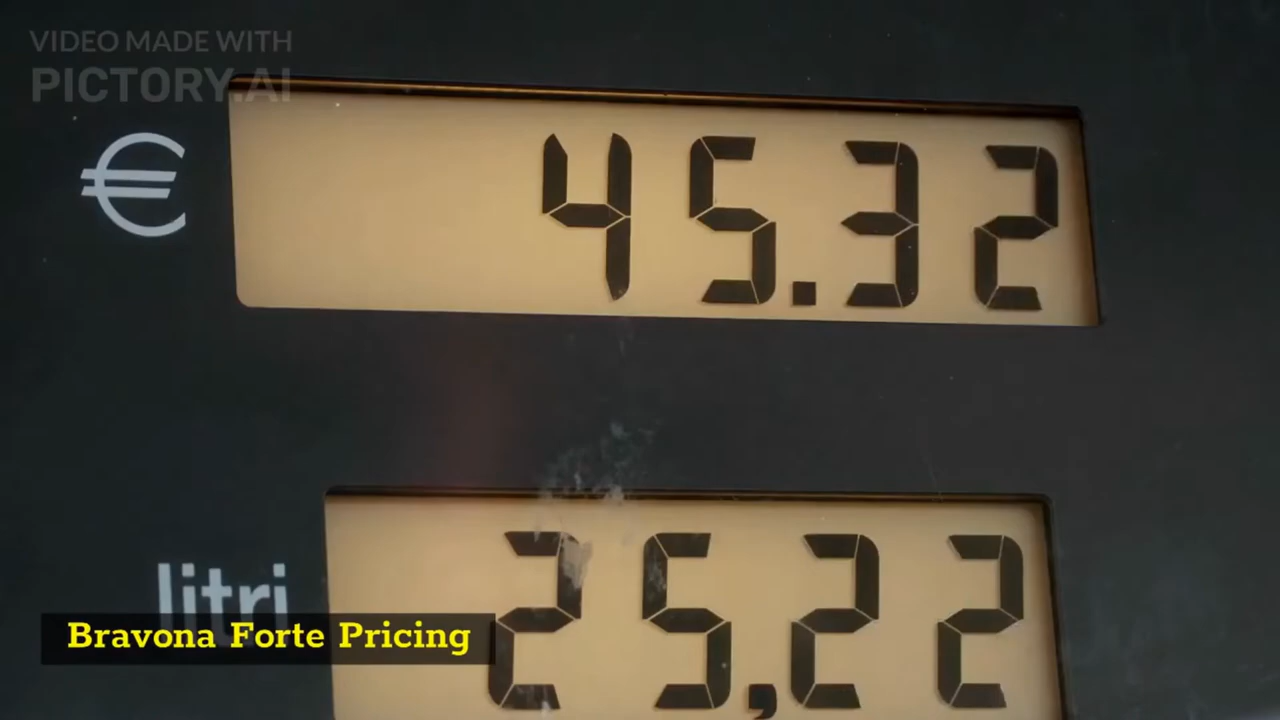 VIDEO MADE WITH
PICTORY.AI
€ 45.32
litri 25,22
Bravona Forte Pricing